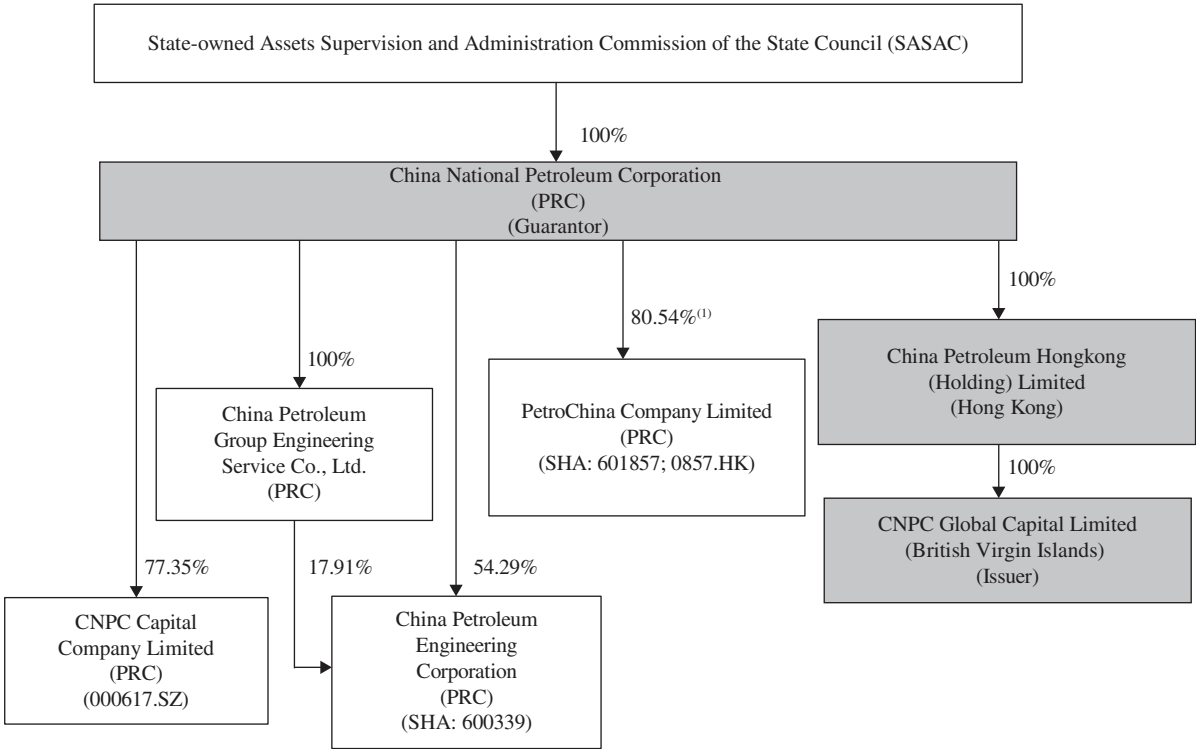 State-owned Assets Supervision and Administration Commission of the State Council (SASAC)
100%
China National Petroleum Corporation
(PRC)
(Guarantor)
100%
80.54%(1)
China Petroleum Hongkong
(Holding) Limited
(Hong Kong)
100%
China Petroleum
Group Engineering
Service Co., Ltd.
(PRC)
PetroChina Company Limited
(PRC)
(SHA: 601857; 0857.HK)
100%
CNPC Global Capital Limited
(British Virgin Islands)
(Issuer)
77.35%
17.91%
54.29%
CNPC Capital
Company Limited
(PRC)
(000617.SZ)
China Petroleum
Engineering
Corporation
(PRC)
(SHA: 600339)